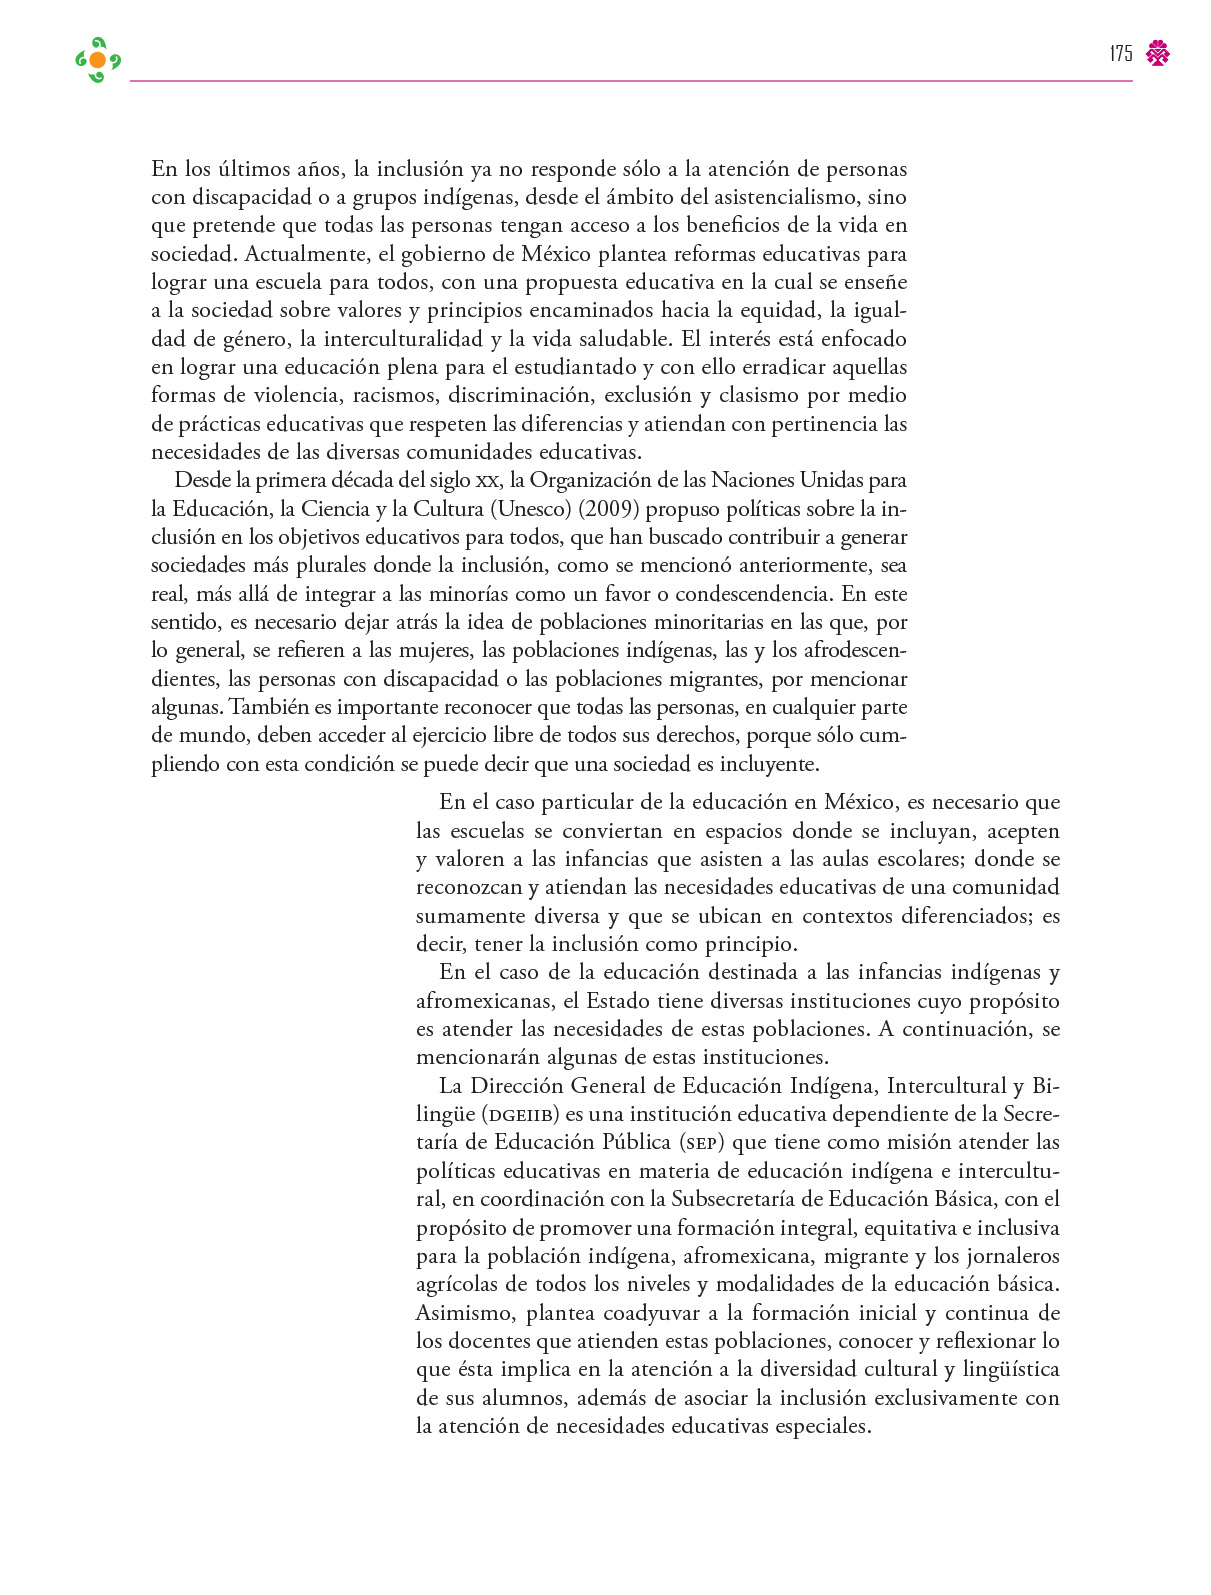 175
En los últimos años, la inclusión ya no responde sólo a la atención de personas
con discapacidad o a grupos indígenas, desde el ámbito del asistencialismo, sino
que pretende que todas las personas tengan acceso a los beneficios de la vida en
sociedad. Actualmente, el gobierno de México plantea reformas educativas para
lograr una escuela para todos, con una propuesta educativa en la cual se enseñe
a la sociedad sobre valores y principios encaminados hacia la equidad, la igual-
dad de género, la interculturalidad y la vida saludable. El interés está enfocado
en lograr una educación plena para el estudiantado y con ello erradicar aquellas
formas de violencia, racismos, discriminación, exclusión y clasismo por medio
de prácticas educativas que respeten las diferencias y atiendan con pertinencia las
necesidades de las diversas comunidades educativas.
Desde la primera década del siglo XX, la Organización de las Naciones Unidas para
la Educación, la Ciencia y la Cultura (Unesco) (2009) propuso políticas sobre la in-
clusión en los objetivos educativos para todos, que han buscado contribuir a generar
sociedades más plurales donde la inclusión, como se mencionó anteriormente, sea
real, más allá de integrar a las minorías como un favor o condescendencia. En este
sentido, es necesario dejar atrás la idea de poblaciones minoritarias en las que, por
lo general, se refieren a las mujeres, las poblaciones indígenas, las y los afrodescen-
dientes, las personas con discapacidad o las poblaciones migrantes, por mencionar
algunas. También es importante reconocer que todas las personas, en cualquier parte
de mundo, deben acceder al ejercicio libre de todos sus derechos, porque sólo cum-
pliendo con esta condición se puede decir que una sociedad es incluyente.
En el caso particular de la educación en México, es necesario que
las escuelas se conviertan en espacios donde se incluyan, acepten
y valoren a las infancias que asisten a las aulas escolares; donde se
reconozcan y atiendan las necesidades educativas de una comunidad
sumamente diversa y que se ubican en contextos diferenciados; es
decir, tener la inclusión como principio.
En el caso de la educación destinada a las infancias indígenas y
afromexicanas, el Estado tiene diversas instituciones cuyo propósito
es atender las necesidades de estas poblaciones. A continuación, se
mencionarán algunas de estas instituciones.
La Dirección General de Educación Indígena, Intercultural y Bi-
lingüe (DGEIIB) es una institución educativa dependiente de la Secre-
taría de Educación Pública (SEP) que tiene como misión atender las
políticas educativas en materia de educación indígena e intercultu-
ral, en coordinación con la Subsecretaría de Educación Básica, con el
propósito de promover una formación integral, equitativa e inclusiva
para la población indígena, afromexicana, migrante y los jornaleros
agrícolas de todos los niveles y modalidades de la educación básica.
Asimismo, plantea coadyuvar a la formación inicial y continua de
los docentes que atienden estas poblaciones, conocer y reflexionar lo
que ésta implica en la atención a la diversidad cultural y lingüística
de sus alumnos, además de asociar la inclusión exclusivamente con
la atención de necesidades educativas especiales.